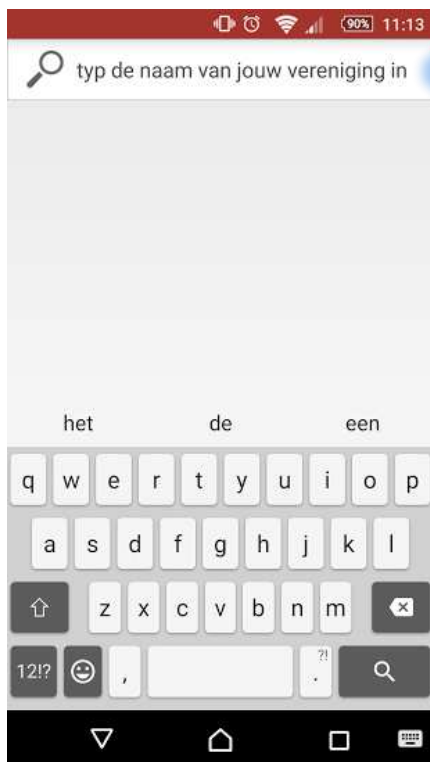 90% 11:13
typ de naam van jouw vereniging in
het de een
q w e r t y u i o p
a s d f g h j k l
z x c v b n m
12!? , ?! .